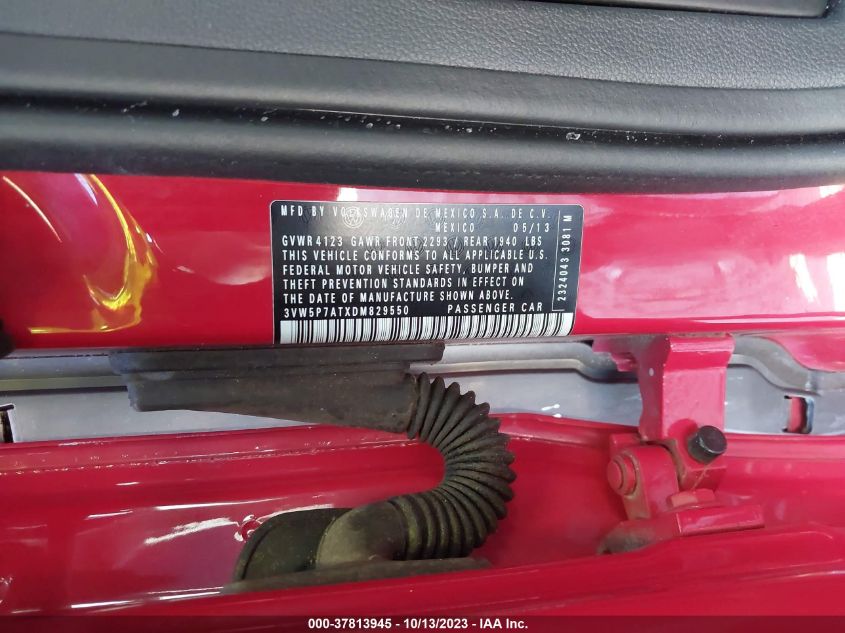 MFD BY VOLKSWAGEN DE MEXICO S.A. DE C.V.
MEXICO 05/13
GVWR 4123 GAWR FRONT 2293 REAR 1940 LBS
THIS VEHICLE CONFORMS TO ALL APPLICABLE U.S.
FEDERAL MOTOR VEHICLE SAFETY, BUMPER AND
THEFT PREVENTION STANDARDS IN EFFECT ON
THE DATE OF MANUFACTURE SHOWN ABOVE.
3VW5P7ATXDM829550 PASSENGER CAR
2324043 3081 M
000-37813945 - 10/13/2023 - IAA Inc.